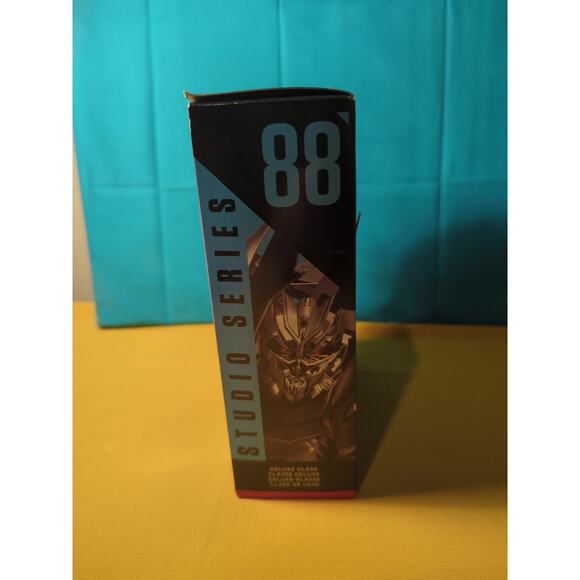 88
STUDIO SERIES
DELUXE CLASS
CLASSE DELUXE
DELUXE-KLASSE
CLASE DE LUJO